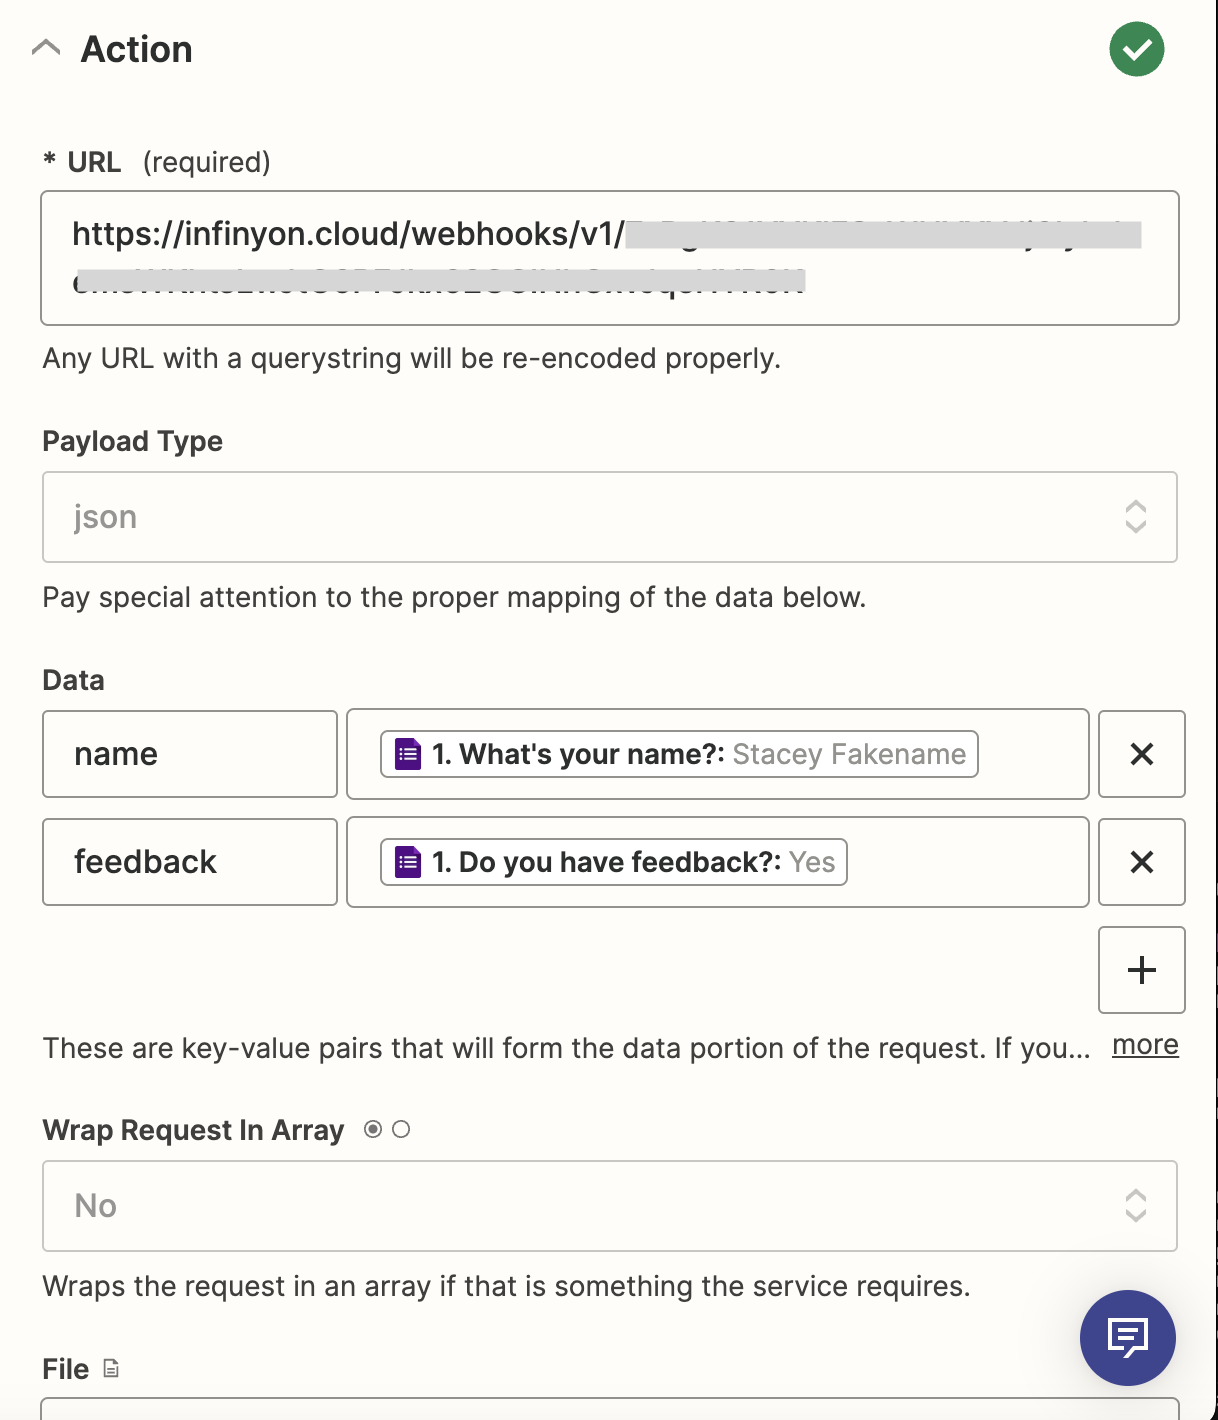 Action
* URL (required)
https://infinyon.cloud/webhooks/v1/
Any URL with a querystring will be re-encoded properly.
Payload Type
json
Pay special attention to the proper mapping of the data below.
Data
name
1. What's your name?: Stacey Fakename
feedback
1. Do you have feedback?: Yes
These are key-value pairs that will form the data portion of the request. If you... more
Wrap Request In Array
No
Wraps the request in an array if that is something the service requires.
File